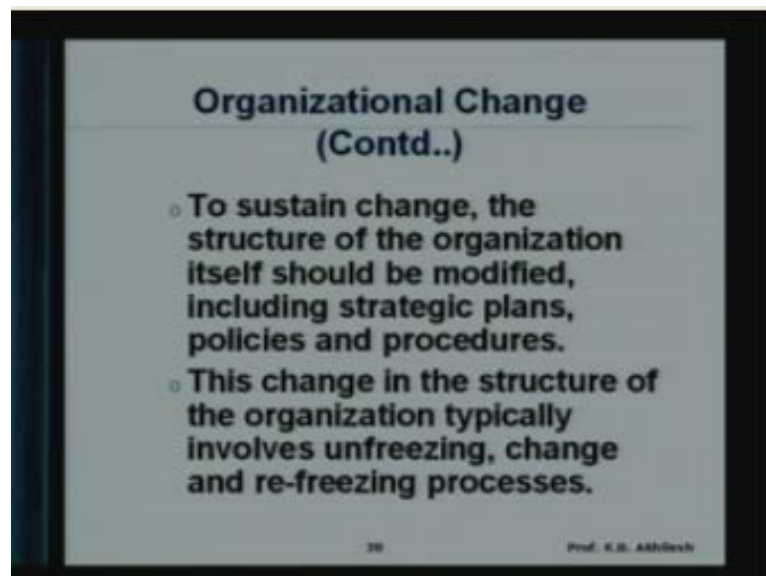 Organizational Change
(Contd..)
To sustain change, the
structure of the organization
itself should be modified,
including strategic plans,
policies and procedures.
This change in the structure of
the organization typically
involves unfreezing, change
and re-freezing processes.
Prof. K.B. Akhilesh